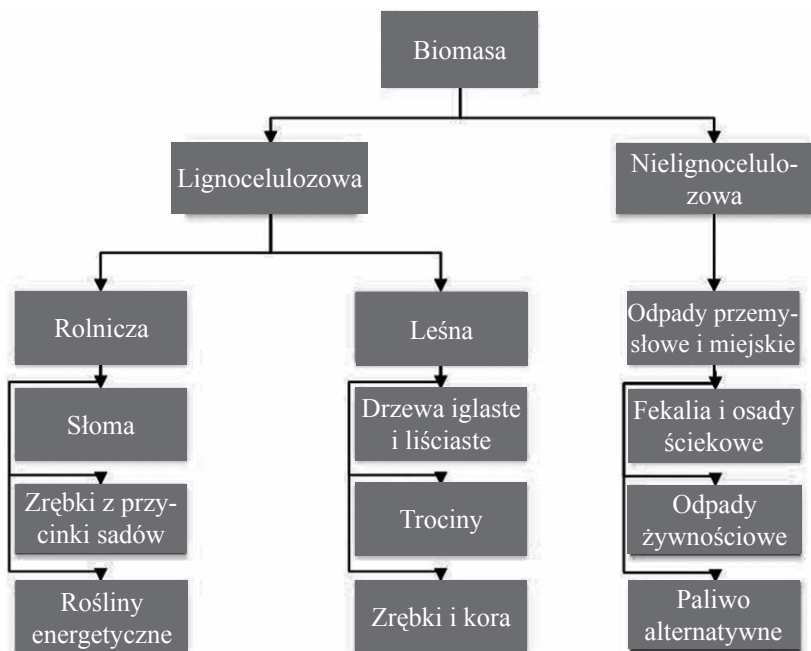 Biomasa
Lignocelulozowa
Nielignocelulo-
zowa
Rolnicza
Leśna
Odpady przemy-
słowe i miejskie
Słoma
Drzewa iglaste
i liściaste
Fekalia i osady
ściekowe
Zrębki z przy-
cinki sadów
Trociny
Odpady
żywnościowe
Rośliny
energetyczne
Zrębki i kora
Paliwo
alternatywne